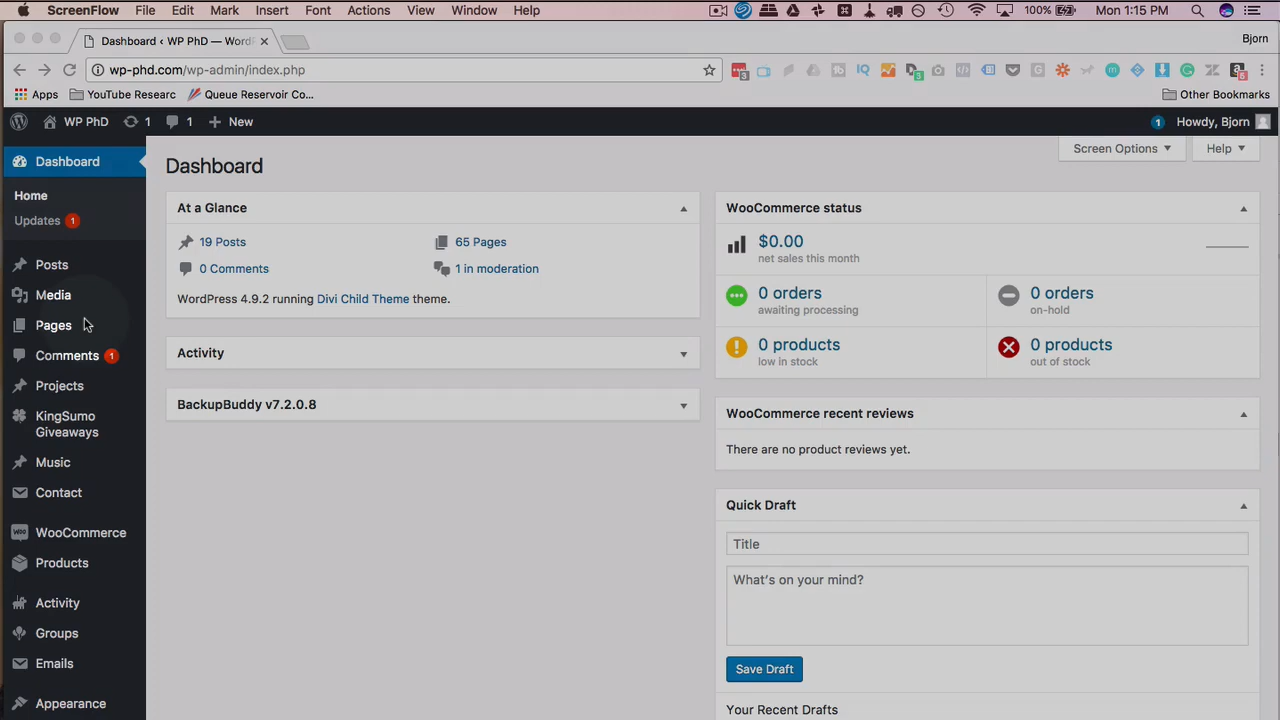 ScreenFlow File Edit Mark Insert Font Actions View Window Help 100% Mon 1:15 PM
Dashboard ‹ WP PhD — WordP Bjorn
wp-phd.com/wp-admin/index.php
Apps YouTube Researc Queue Reservoir Co... Other Bookmarks
WP PhD 1 1 New 1 Howdy, Bjorn
Screen Options Help
Dashboard
Home
Updates 1
Posts
Media
Pages
Comments 1
Projects
KingSumo
Giveaways
Music
Contact
WooCommerce
Products
Activity
Groups
Emails
Appearance
Dashboard
At a Glance
19 Posts 65 Pages
0 Comments 1 in moderation
WordPress 4.9.2 running Divi Child Theme theme.
Activity
BackupBuddy v7.2.0.8
WooCommerce status
$0.00
net sales this month
0 orders
awaiting processing
0 orders
on-hold
0 products
low in stock
0 products
out of stock
WooCommerce recent reviews
There are no product reviews yet.
Quick Draft
Title
What's on your mind?
Save Draft
Your Recent Drafts